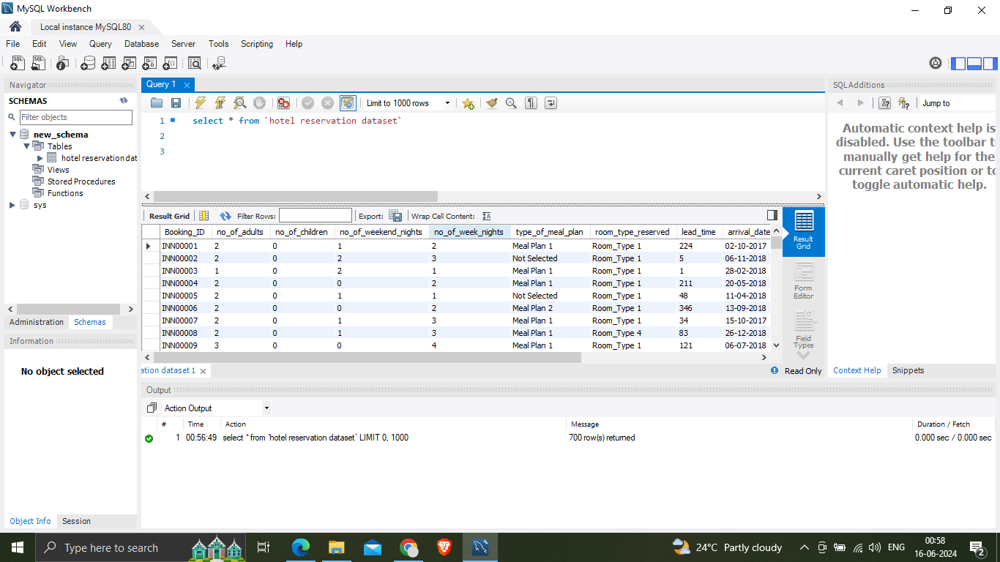 MySQL Workbench
Local instance MySQL80
File Edit View Query Database Server Tools Scripting Help
Navigator
SCHEMAS
Filter objects
new_schema
Tables
hotel reservation dat
Views
Stored Procedures
Functions
sys
Administration Schemas
Information
No object selected
Object Info Session
Query 1
Limit to 1000 rows
1 select * from `hotel reservation dataset`
2
3
Result Grid Filter Rows: Export: Wrap Cell Content:
Booking_ID no_of_adults no_of_children no_of_weekend_nights no_of_week_nights type_of_meal_plan room_type_reserved lead_time arrival_date
INN00001 2 0 1 2 Meal Plan 1 Room_Type 1 224 02-10-2017
INN00002 2 0 2 3 Not Selected Room_Type 1 5 06-11-2018
INN00003 1 0 2 1 Meal Plan 1 Room_Type 1 1 28-02-2018
INN00004 2 0 0 2 Meal Plan 1 Room_Type 1 211 20-05-2018
INN00005 2 0 1 1 Not Selected Room_Type 1 48 11-04-2018
INN00006 2 0 0 2 Meal Plan 2 Room_Type 1 346 13-09-2018
INN00007 2 0 1 3 Meal Plan 1 Room_Type 1 34 15-10-2017
INN00008 2 0 1 3 Meal Plan 1 Room_Type 4 83 26-12-2018
INN00009 3 0 0 4 Meal Plan 1 Room_Type 1 121 06-07-2018
Result
Grid
Form
Editor
Field
Types
ation dataset 1
Read Only
SQLAdditions
Jump to
Automatic context help is
disabled. Use the toolbar t
manually get help for the
current caret position or to
toggle automatic help.
Context Help Snippets
Output
Action Output
# Time Action Message Duration / Fetch
1 00:56:49 select * from `hotel reservation dataset` LIMIT 0, 1000 700 row(s) returned 0.000 sec / 0.000 sec
Type here to search
24°C Partly cloudy
ENG
00:58
16-06-2024
2